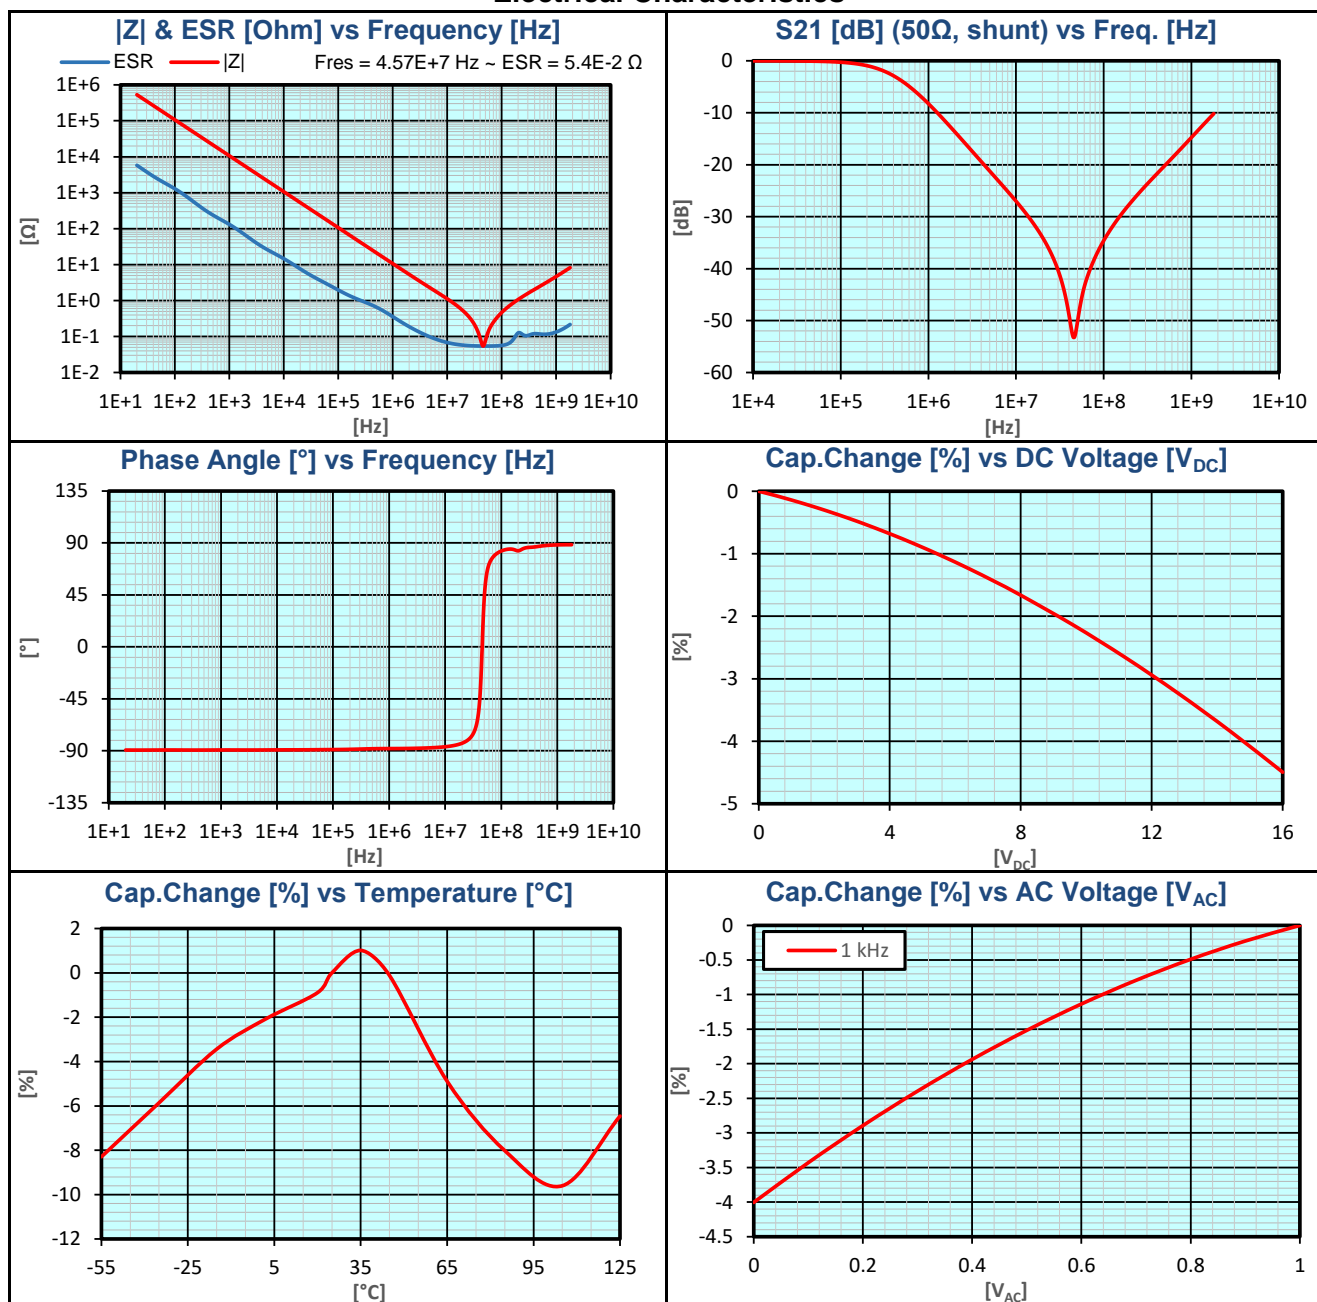 |Z| & ESR [Ohm] vs Frequency [Hz]
ESR |Z| Fres = 4.57E+7 Hz ~ ESR = 5.4E-2 Ω
1E+6
1E+5
1E+4
1E+3
1E+2
1E+1
1E+0
1E-1
1E-2
[Ω]
1E+1 1E+2 1E+3 1E+4 1E+5 1E+6 1E+7 1E+8 1E+9 1E+10
[Hz]
S21 [dB] (50Ω, shunt) vs Freq. [Hz]
0
-10
-20
-30
-40
-50
-60
[dB]
1E+4 1E+5 1E+6 1E+7 1E+8 1E+9 1E+10
[Hz]
Phase Angle [°] vs Frequency [Hz]
135
90
45
0
-45
-90
-135
[°]
1E+1 1E+2 1E+3 1E+4 1E+5 1E+6 1E+7 1E+8 1E+9 1E+10
[Hz]
Cap.Change [%] vs DC Voltage [VDC]
0
-1
-2
-3
-4
-5
[%]
0 4 8 12 16
[VDC]
Cap.Change [%] vs Temperature [°C]
2
0
-2
-4
-6
-8
-10
-12
[%]
-55 -25 5 35 65 95 125
[°C]
Cap.Change [%] vs AC Voltage [VAC]
1 kHz
0
-0.5
-1
-1.5
-2
-2.5
-3
-3.5
-4
-4.5
[%]
0 0.2 0.4 0.6 0.8 1
[VAC]